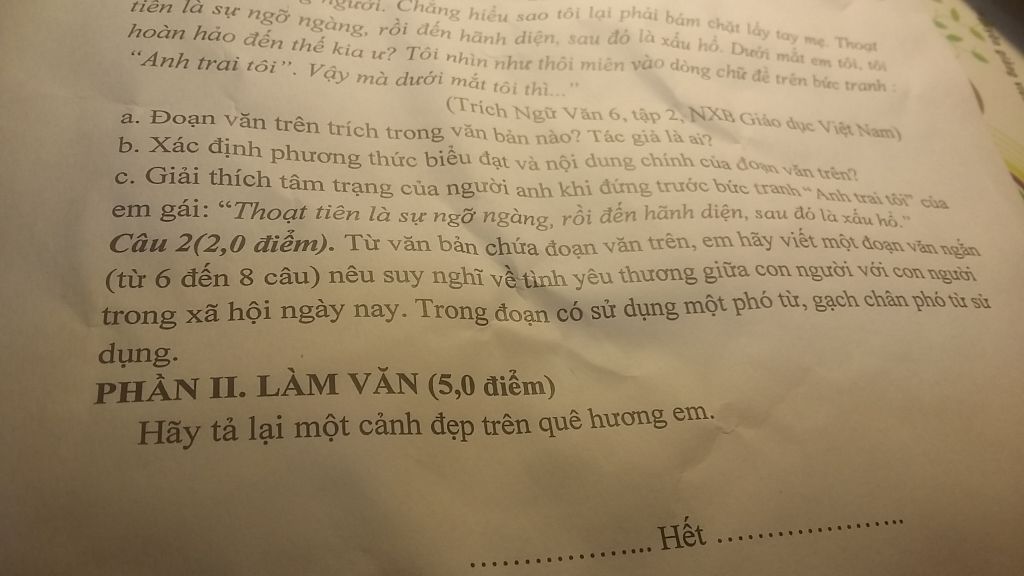 người. Chẳng hiểu sao tôi lại phải bám chặt lấy tay mẹ. Thoạt
tiên là sự ngỡ ngàng, rồi đến hãnh diện, sau đó là xấu hổ. Dưới mắt em tôi, tôi
hoàn hảo đến thế kia ư? Tôi nhìn như thôi miên vào dòng chữ đề trên bức tranh :
“Anh trai tôi”. Vậy mà dưới mắt tôi thì...”
(Trích Ngữ Văn 6, tập 2, NXB Giáo dục Việt Nam)
a. Đoạn văn trên trích trong văn bản nào? Tác giả là ai?
b. Xác định phương thức biểu đạt và nội dung chính của đoạn văn trên?
c. Giải thích tâm trạng của người anh khi đứng trước bức tranh “Anh trai tôi” của
em gái: “Thoạt tiên là sự ngỡ ngàng, rồi đến hãnh diện, sau đó là xấu hổ.”
Câu 2(2,0 điểm). Từ văn bản chứa đoạn văn trên, em hãy viết một đoạn văn ngắn
(từ 6 đến 8 câu) nêu suy nghĩ về tình yêu thương giữa con người với con người
trong xã hội ngày nay. Trong đoạn có sử dụng một phó từ, gạch chân phó từ sử
dụng.
PHẦN II. LÀM VĂN (5,0 điểm)
Hãy tả lại một cảnh đẹp trên quê hương em.
................... Hết ...................